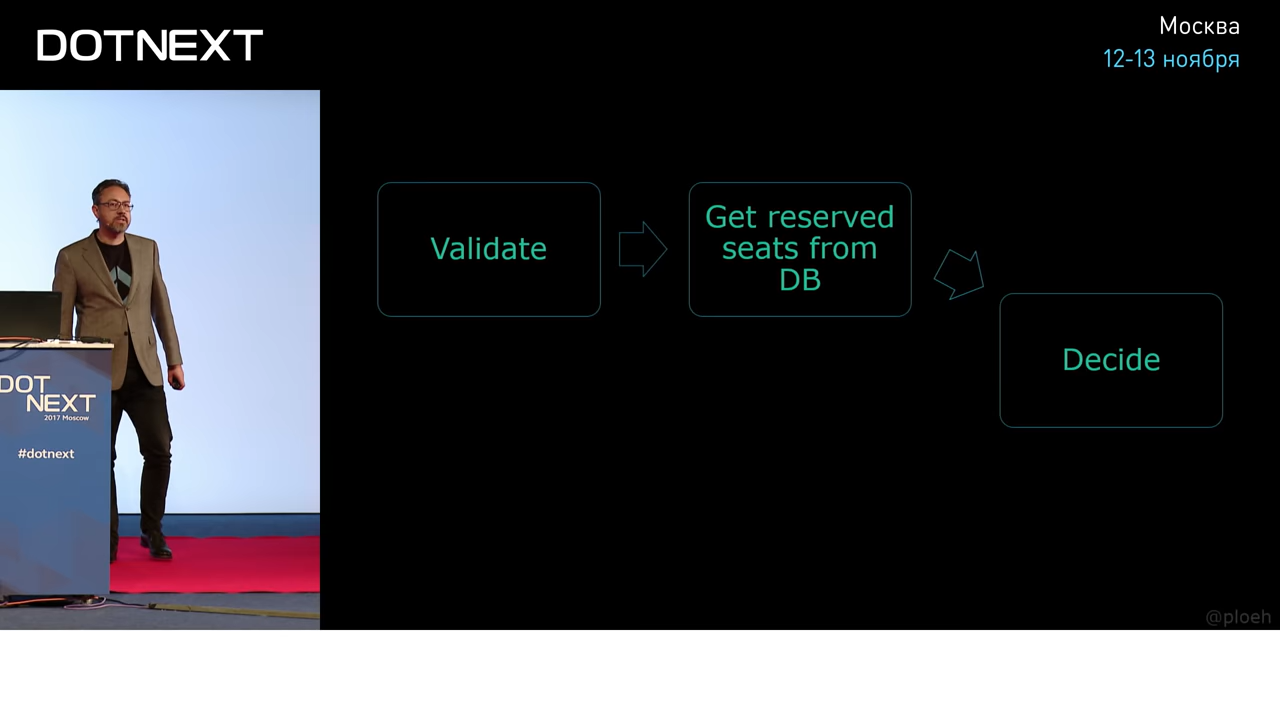 DOTNEXT
Москва
12-13 ноября
Validate
Get reserved
seats from
DB
Decide
DOT
NEXT
2017 Moscow
#dotnext
@ploeh